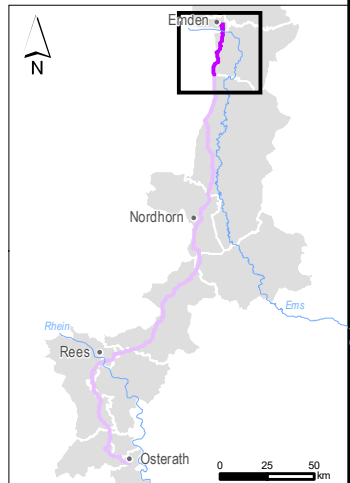 Emden
N
Nordhorn
Ems
Rhein
Rees
Osterath
0 25 50
km